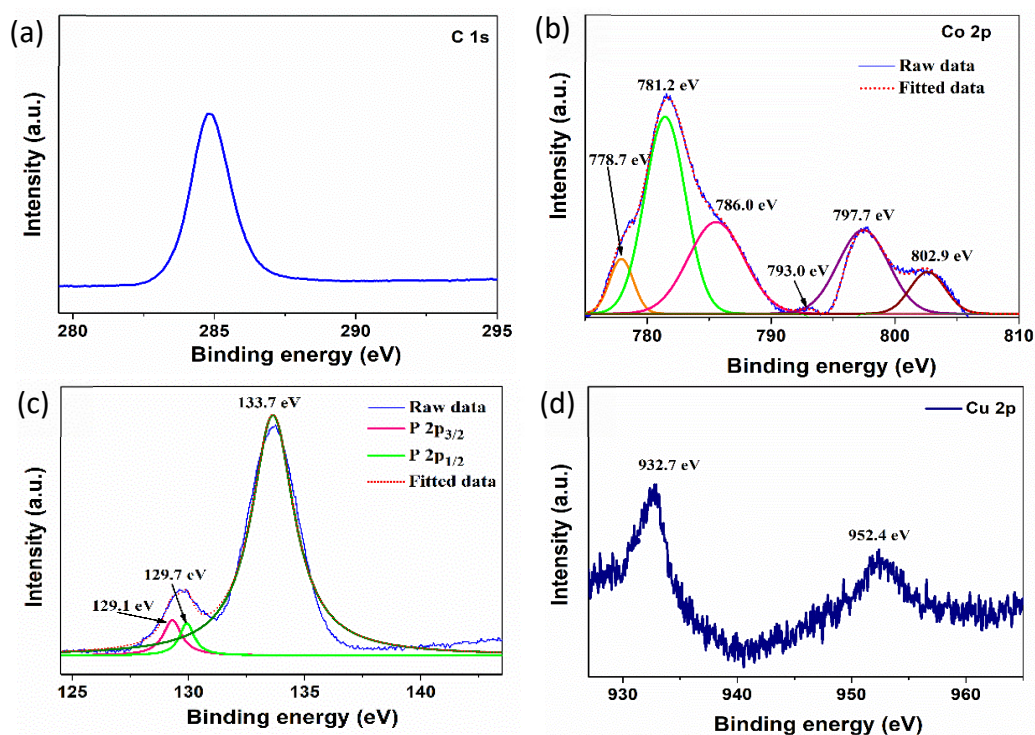 (a)
C 1s
Intensity (a.u.)
280 285 290 295
Binding energy (eV)
(b)
Co 2p
Raw data
Fitted data
781.2 eV
778.7 eV
786.0 eV
793.0 eV
797.7 eV
802.9 eV
Intensity (a.u.)
780 790 800 810
Binding energy (eV)
(c)
133.7 eV
Raw data
P 2p3/2
P 2p1/2
Fitted data
129.7 eV
129.1 eV
Intensity (a.u.)
125 130 135 140
Binding energy (eV)
(d)
Cu 2p
932.7 eV
952.4 eV
Intensity (a.u.)
930 940 950 960
Binding energy (eV)